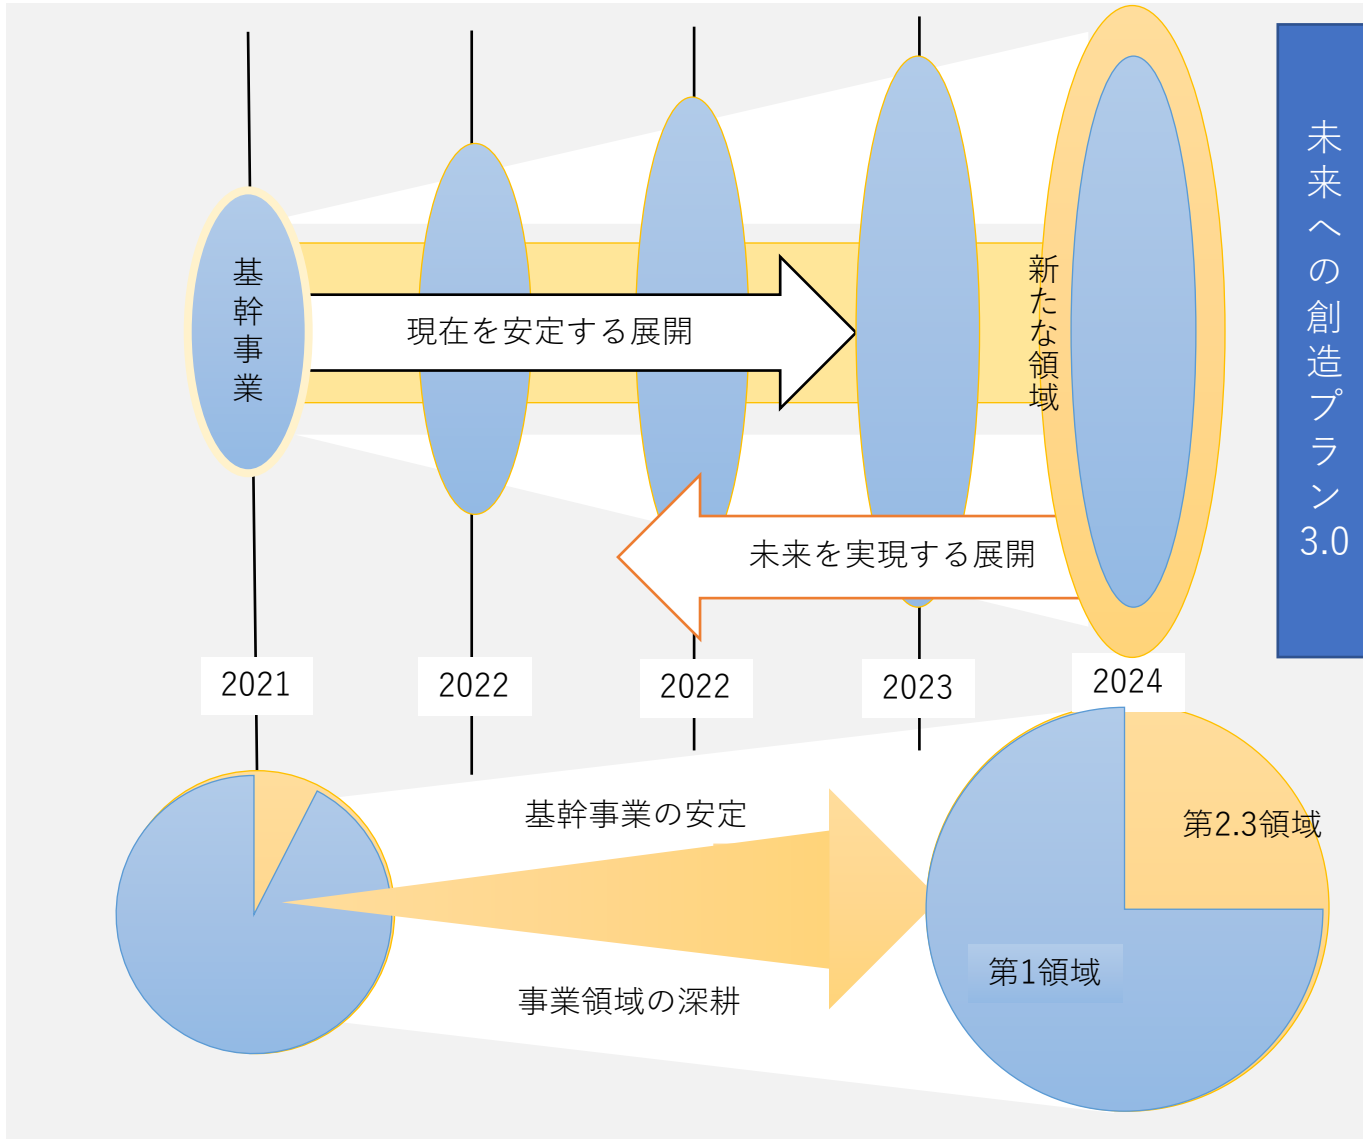 基幹事業
現在を安定する展開
新たな領域
未来への創造プラン3.0
未来を実現する展開
2021
2022
2022
2023
2024
基幹事業の安定
第2.3領域
第1領域
事業領域の深耕